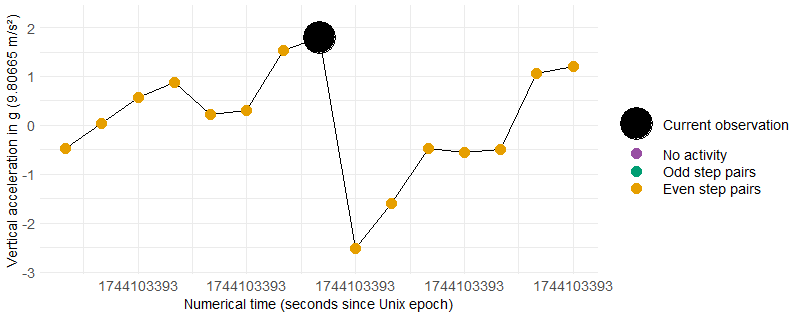 Vertical acceleration in g (9.80665 m/s²)
2
1
0
-1
-2
-3
1744103393 1744103393 1744103393 1744103393 1744103393
Numerical time (seconds since Unix epoch)
Current observation
No activity
Odd step pairs
Even step pairs